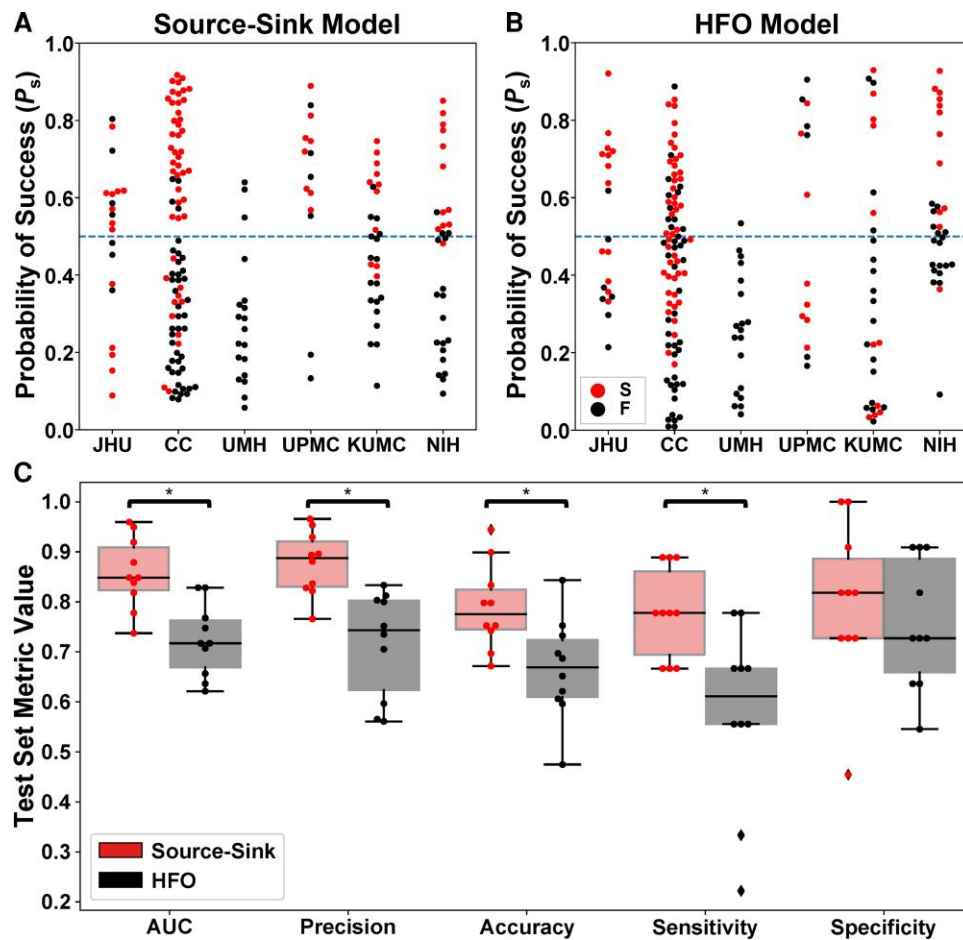 A Source-Sink Model
Probability of Success (Ps)
1.0
0.8
0.6
0.4
0.2
0.0
JHU CC UMH UPMC KUMC NIH
B HFO Model
Probability of Success (Ps)
1.0
0.8
0.6
0.4
0.2
0.0
S
F
JHU CC UMH UPMC KUMC NIH
C
Test Set Metric Value
1.0
0.9
0.8
0.7
0.6
0.5
0.4
0.3
0.2
* * * *
Source-Sink
HFO
AUC Precision Accuracy Sensitivity Specificity